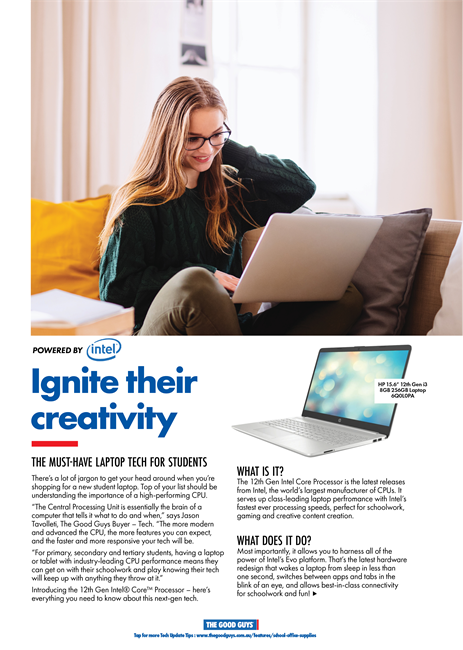 POWERED BY intel
Ignite their
creativity
HP 15.6" 12th Gen i3
8GB 256GB Laptop
6Q0L0PA
THE MUST-HAVE LAPTOP TECH FOR STUDENTS
There's a lot of jargon to get your head around when you're
shopping for a new student laptop. Top of your list should be
understanding the importance of a high-performing CPU.
"The Central Processing Unit is essentially the brain of a
computer that tells it what to do and when," says Jason
Tavolleti, The Good Guys Buyer – Tech. "The more modern
and advanced the CPU, the more features you can expect,
and the faster and more responsive your tech will be.
"For primary, secondary and tertiary students, having a laptop
or tablet with industry-leading CPU performance means they
can get on with their schoolwork and play knowing their tech
will keep up with anything they throw at it."
Introducing the 12th Gen Intel® Core™ Processor – here's
everything you need to know about this next-gen tech.
WHAT IS IT?
The 12th Gen Intel Core Processor is the latest releases
from Intel, the world's largest manufacturer of CPUs. It
serves up class-leading laptop perfromance with Intel's
fastest ever processing speeds, perfect for schoolwork,
gaming and creative content creation.
WHAT DOES IT DO?
Most importantly, it allows you to harness all of the
power of Intel's Evo platform. That's the latest hardware
redesign that wakes a laptop from sleep in less than
one second, switches between apps and tabs in the
blink of an eye, and allows best-in-class connectivity
for schoolwork and fun! ►
THE GOOD GUYS
Tap for more Tech Update Tips : www.thegoodguys.com.au/features/school-office-supplies